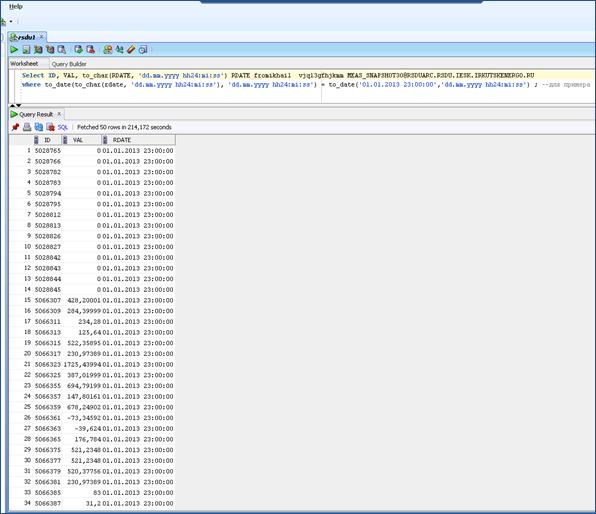 Help
rsdu1
Worksheet Query Builder
Select ID, VAL, to_char(RDATE, 'dd.mm.yyyy hh24:mi:ss') RDATE fromikhail vjql3gfhjkmm MEAS_SNAPSHOT30@RSDUARC.RSDU.IESK.IRKUTSKENERGO.RU
where to_date(to_char(rdate, 'dd.mm.yyyy hh24:mi:ss'), 'dd.mm.yyyy hh24:mi:ss') = to_date('01.01.2013 23:00:00','dd.mm.yyyy hh24:mi:ss') ; --для примера
Query Result
SQL | Fetched 50 rows in 214,172 seconds
ID VAL RDATE
1 5028765 0 01.01.2013 23:00:00
2 5028766 0 01.01.2013 23:00:00
3 5028782 0 01.01.2013 23:00:00
4 5028783 0 01.01.2013 23:00:00
5 5028794 0 01.01.2013 23:00:00
6 5028795 0 01.01.2013 23:00:00
7 5028812 0 01.01.2013 23:00:00
8 5028813 0 01.01.2013 23:00:00
9 5028826 0 01.01.2013 23:00:00
10 5028827 0 01.01.2013 23:00:00
11 5028842 0 01.01.2013 23:00:00
12 5028843 0 01.01.2013 23:00:00
13 5028844 0 01.01.2013 23:00:00
14 5028845 0 01.01.2013 23:00:00
15 5066307 428,20001 01.01.2013 23:00:00
16 5066309 284,39999 01.01.2013 23:00:00
17 5066311 234,28 01.01.2013 23:00:00
18 5066313 125,64 01.01.2013 23:00:00
19 5066315 522,35895 01.01.2013 23:00:00
20 5066317 230,97389 01.01.2013 23:00:00
21 5066323 1725,43994 01.01.2013 23:00:00
22 5066325 387,01999 01.01.2013 23:00:00
23 5066355 694,79199 01.01.2013 23:00:00
24 5066357 147,80161 01.01.2013 23:00:00
25 5066359 678,24902 01.01.2013 23:00:00
26 5066361 -73,34592 01.01.2013 23:00:00
27 5066363 -39,624 01.01.2013 23:00:00
28 5066365 176,784 01.01.2013 23:00:00
29 5066375 521,2348 01.01.2013 23:00:00
30 5066377 521,2348 01.01.2013 23:00:00
31 5066379 520,37756 01.01.2013 23:00:00
32 5066381 230,97389 01.01.2013 23:00:00
33 5066385 83 01.01.2013 23:00:00
34 5066387 31,2 01.01.2013 23:00:00